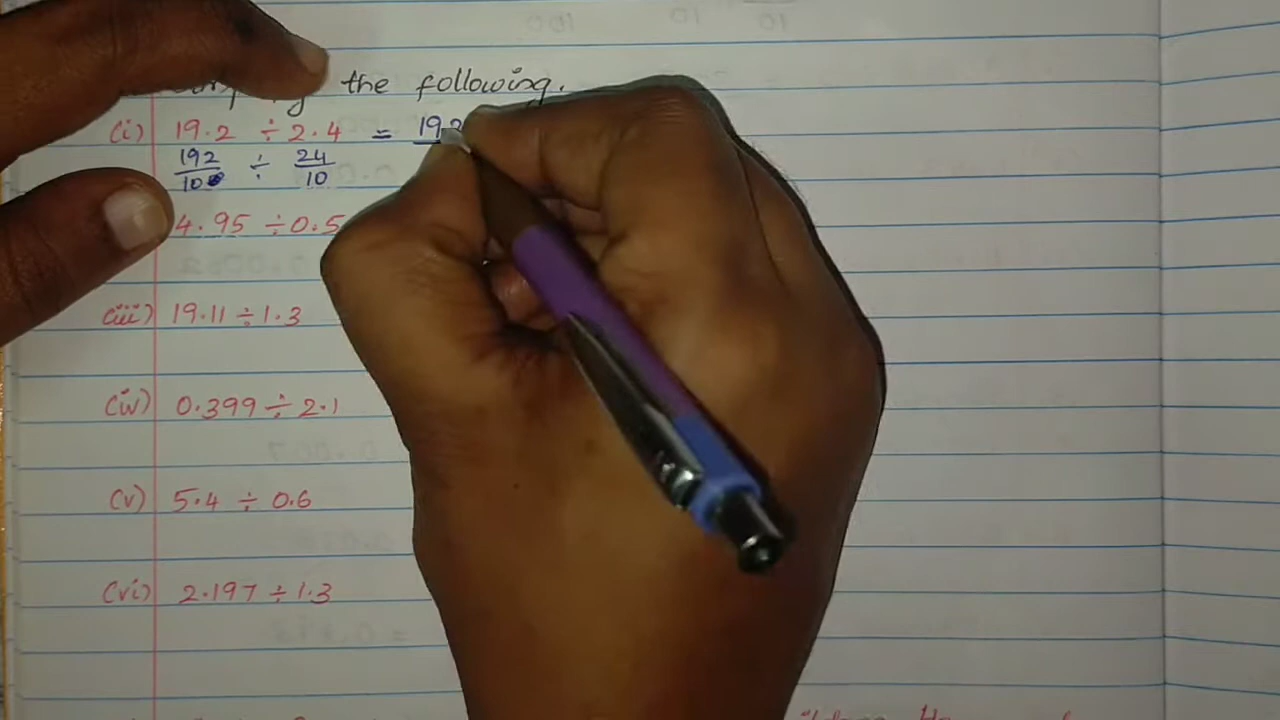 the following.
(i) 19.2 ÷ 2.4 = 192
192/10 ÷ 24/10
4.95 ÷ 0.5
(iii) 19.11 ÷ 1.3
(iv) 0.399 ÷ 2.1
(v) 5.4 ÷ 0.6
(vi) 2.197 ÷ 1.3